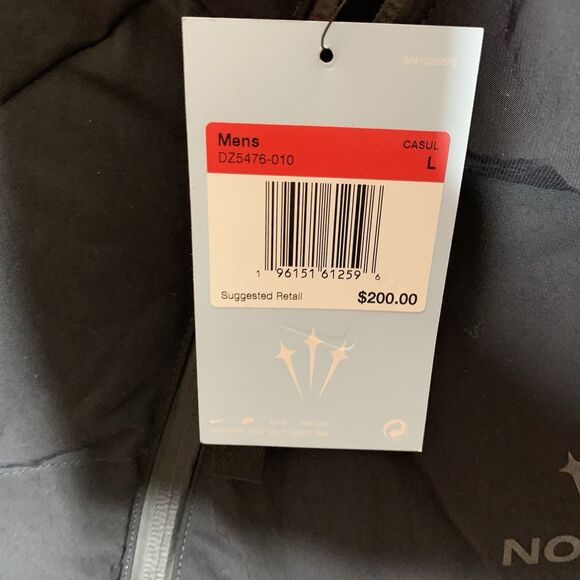 Mens
CASUL
DZ5476-010
L
1 96151 61259 6
Suggested Retail
$200.00
NO